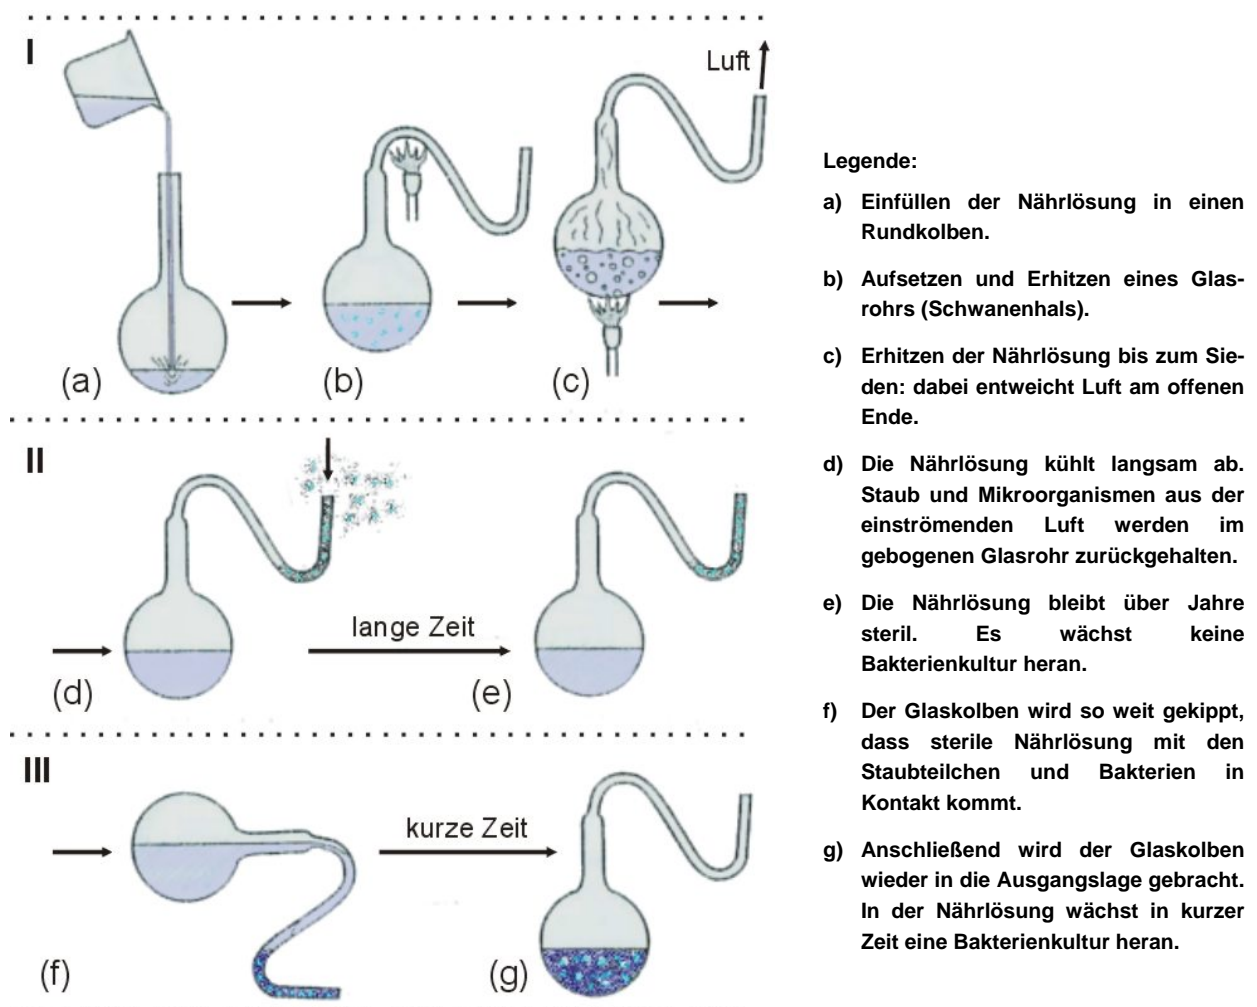 I
Luft
(a)
(b)
(c)
II
lange Zeit
(d)
(e)
III
kurze Zeit
(f)
(g)
Legende:
a) Einfüllen der Nährlösung in einen
Rundkolben.
b) Aufsetzen und Erhitzen eines Glas-
rohrs (Schwanenhals).
c) Erhitzen der Nährlösung bis zum Sie-
den: dabei entweicht Luft am offenen
Ende.
d) Die Nährlösung kühlt langsam ab.
Staub und Mikroorganismen aus der
einströmenden Luft werden im
gebogenen Glasrohr zurückgehalten.
e) Die Nährlösung bleibt über Jahre
steril. Es wächst keine
Bakterienkultur heran.
f) Der Glaskolben wird so weit gekippt,
dass sterile Nährlösung mit den
Staubteilchen und Bakterien in
Kontakt kommt.
g) Anschließend wird der Glaskolben
wieder in die Ausgangslage gebracht.
In der Nährlösung wächst in kurzer
Zeit eine Bakterienkultur heran.